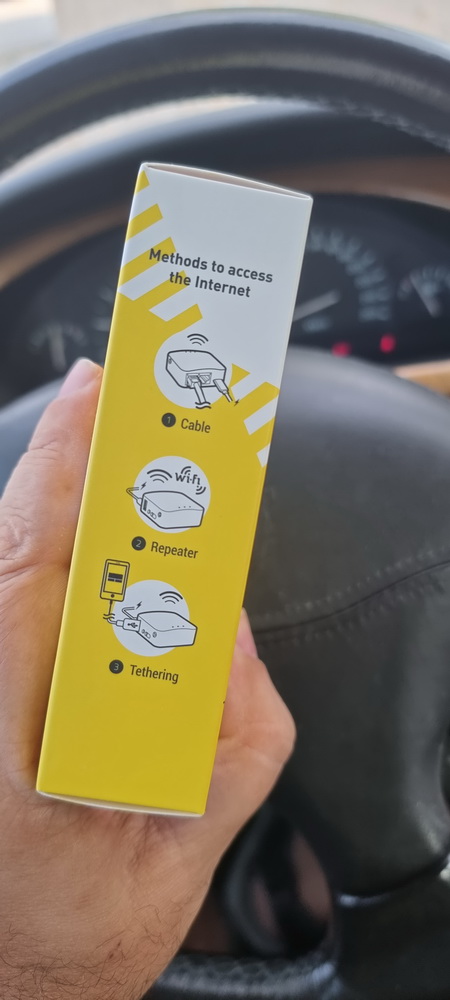 Methods to access
the Internet
1 Cable
Wi-Fi
2 Repeater
3 Tethering